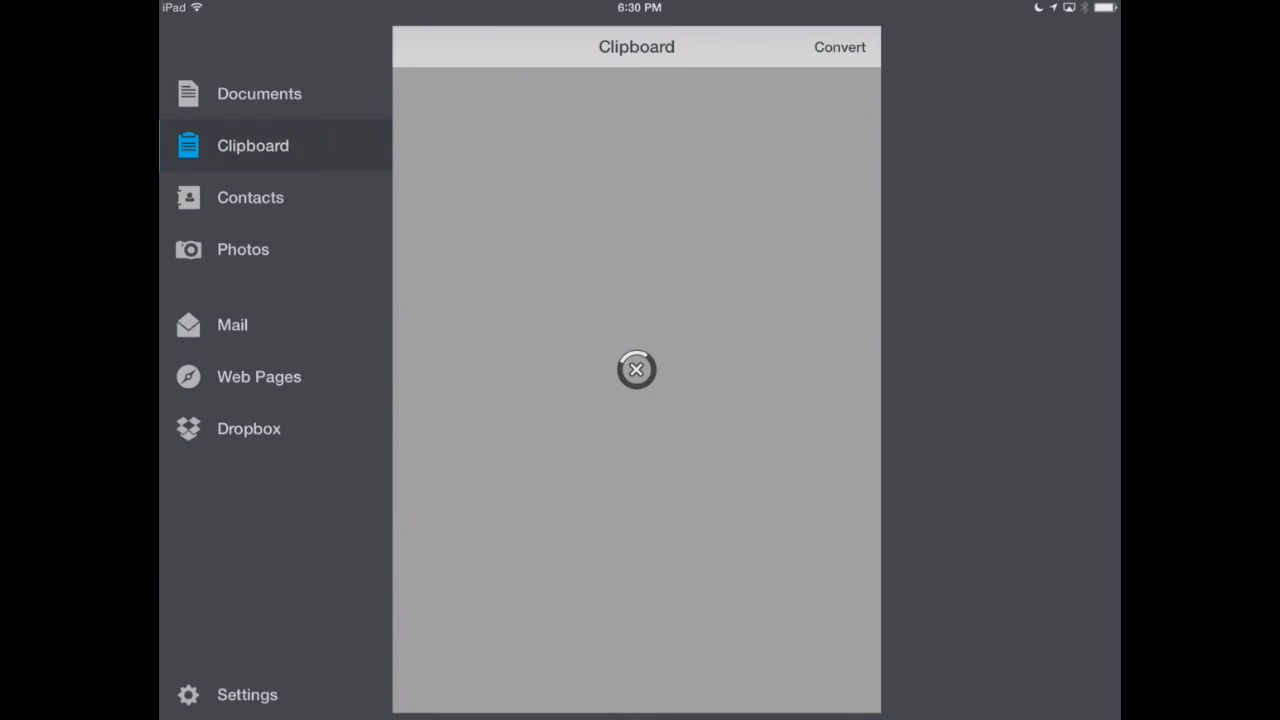 iPad
6:30 PM
Clipboard
Convert
Documents
Clipboard
Contacts
Photos
Mail
Web Pages
Dropbox
Settings